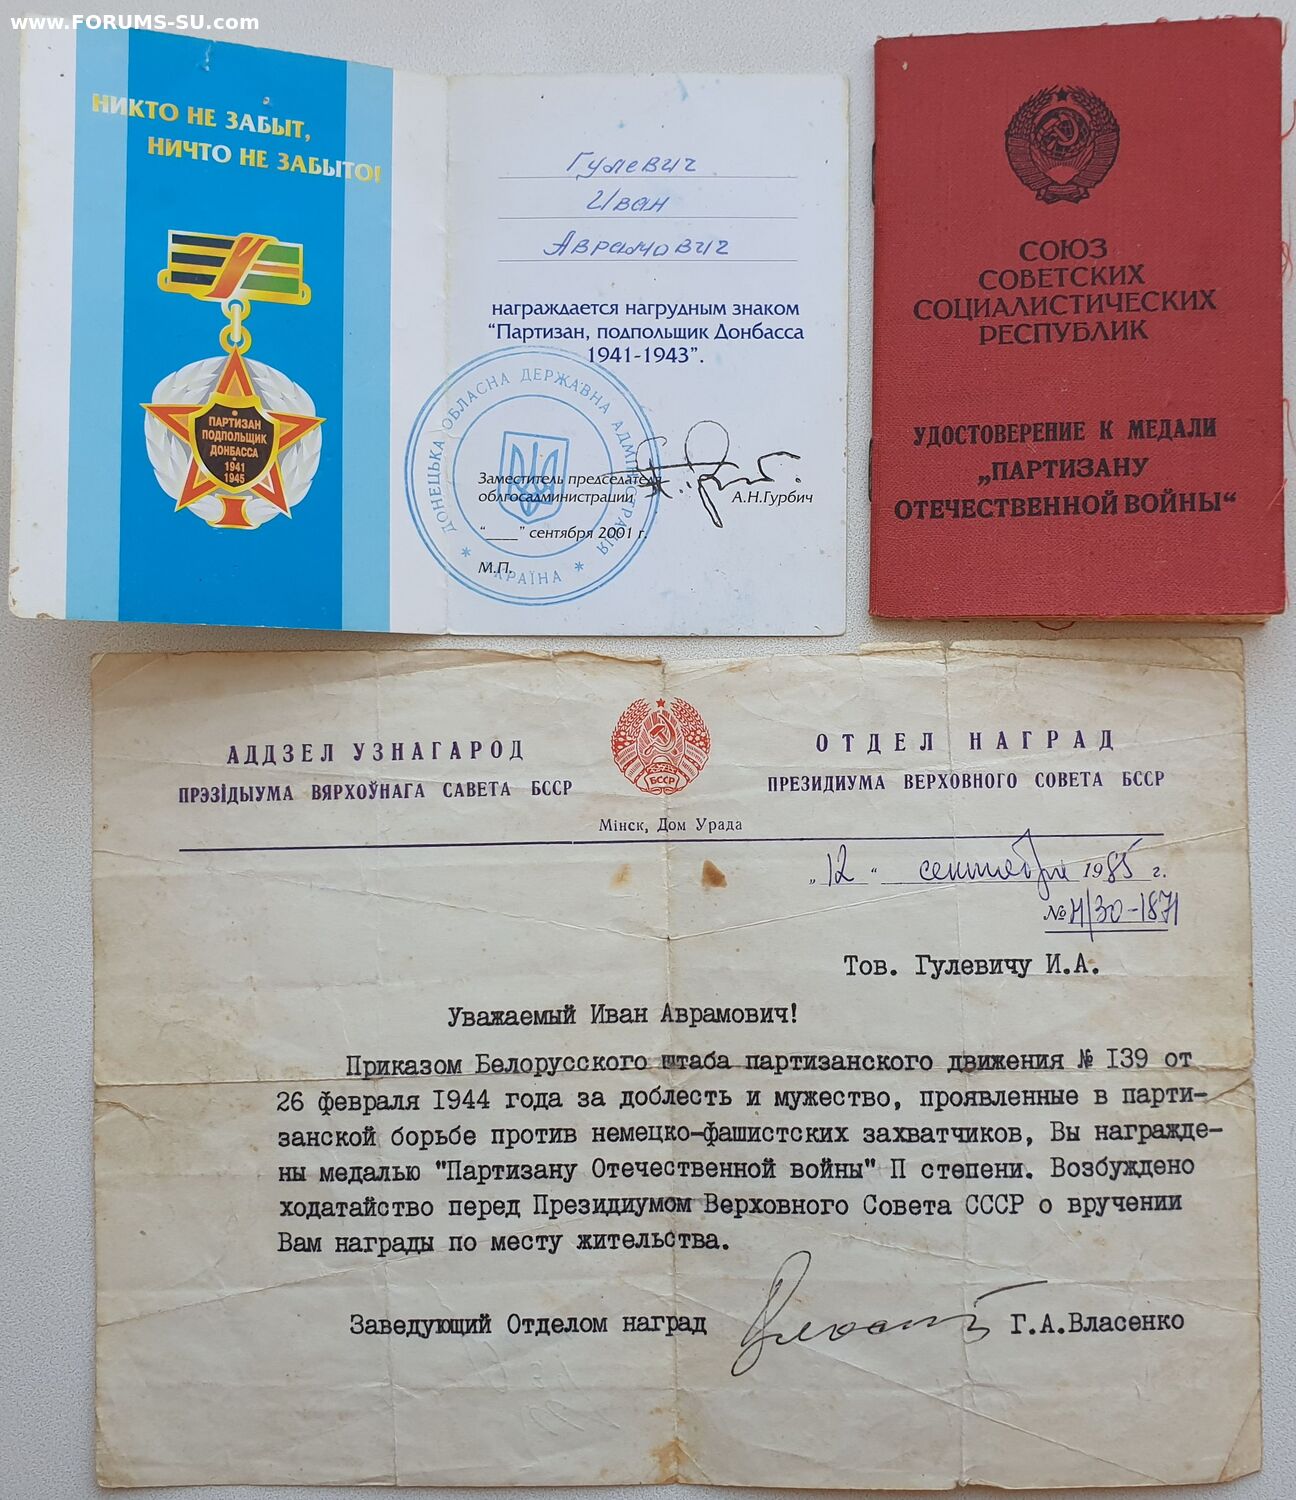 www.FORUMS-SU.com
НИКТО НЕ ЗАБЫТ,
НИЧТО НЕ ЗАБЫТО!
ПАРТИЗАН
ПОДПОЛЬЩИК
ДОНБАССА
1941
1945
Гулевич
Иван
Аврамович
награждается нагрудным знаком
“Партизан, подпольщик Донбасса
1941-1943”.
ДОНЕЦЬКА ОБЛАСНА ДЕРЖАВНА АДМІНІСТРАЦІЯ
* УКРАЇНА *
Заместитель председателя
облгосадминистрации
А.Н.Гурбич
“____” сентября 2001 г.
М.П.
СОЮЗ
СОВЕТСКИХ
СОЦИАЛИСТИЧЕСКИХ
РЕСПУБЛИК
УДОСТОВЕРЕНИЕ К МЕДАЛИ
„ПАРТИЗАНУ
ОТЕЧЕСТВЕННОЙ ВОЙНЫ“
АДДЗЕЛ УЗНАГАРОД
ПРЭЗІДЫУМА ВЯРХОЎНАГА САВЕТА БССР
БССР
ОТДЕЛ НАГРАД
ПРЕЗИДИУМА ВЕРХОВНОГО СОВЕТА БССР
Мінск, Дом Урада
„12“ сентября 1985 г.
№ Н/30-1871
Тов. Гулевичу И.А.
Уважаемый Иван Аврамович!
Приказом Белорусского штаба партизанского движения № I39 от
26 февраля I944 года за доблесть и мужество, проявленные в парти-
занской борьбе против немецко-фашистских захватчиков, Вы награжде-
ны медалью "Партизану Отечественной войны" П степени. Возбуждено
ходатайство перед Президиумом Верховного Совета СССР о вручении
Вам награды по месту жительства.
Заведующий Отделом наград
Г.А.Власенко